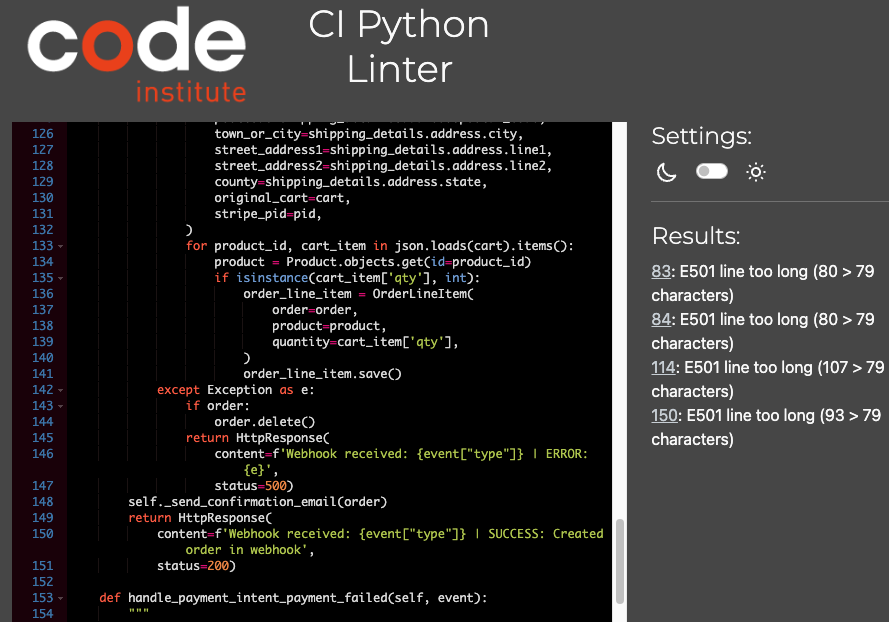 code
institute
CI Python
Linter
126 town_or_city=shipping_details.address.city,
127 street_address1=shipping_details.address.line1,
128 street_address2=shipping_details.address.line2,
129 county=shipping_details.address.state,
130 original_cart=cart,
131 stripe_pid=pid,
132 )
133 for product_id, cart_item in json.loads(cart).items():
134 product = Product.objects.get(id=product_id)
135 if isinstance(cart_item['qty'], int):
136 order_line_item = OrderLineItem(
137 order=order,
138 product=product,
139 quantity=cart_item['qty'],
140 )
141 order_line_item.save()
142 except Exception as e:
143 if order:
144 order.delete()
145 return HttpResponse(
146 content=f'Webhook received: {event["type"]} | ERROR:
{e}',
147 status=500)
148 self._send_confirmation_email(order)
149 return HttpResponse(
150 content=f'Webhook received: {event["type"]} | SUCCESS: Created
order in webhook',
151 status=200)
152
153 def handle_payment_intent_payment_failed(self, event):
154 """
Settings:
Results:
83: E501 line too long (80 > 79
characters)
84: E501 line too long (80 > 79
characters)
114: E501 line too long (107 > 79
characters)
150: E501 line too long (93 > 79
characters)